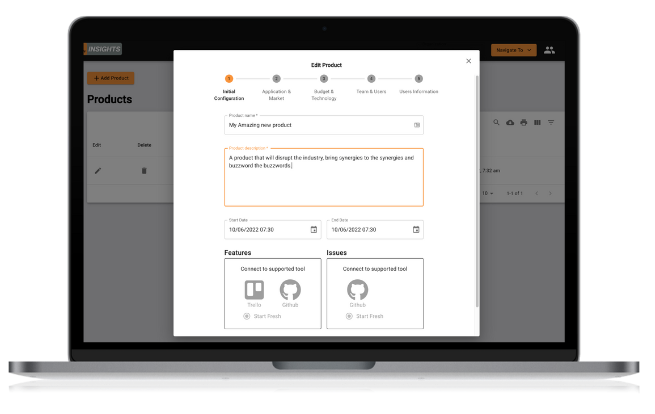 INSIGHTS
Navigate To
+ Add Product
Products
Edit
Delete
7:02 am
10
1-1 of 1
Edit Product
1
2
3
4
5
Initial Configuration
Application & Market
Budget & Technology
Team & Users
Users Information
Product name *
My Amazing new product
Product description *
A product that will disrupt the industry, bring synergies to the synergies and
buzzword the buzzwords.
Start Date
10/06/2022 07:30
End Date
10/06/2022 07:30
Features
Connect to supported tool
Trello
Github
Start Fresh
Issues
Connect to supported tool
Github
Start Fresh